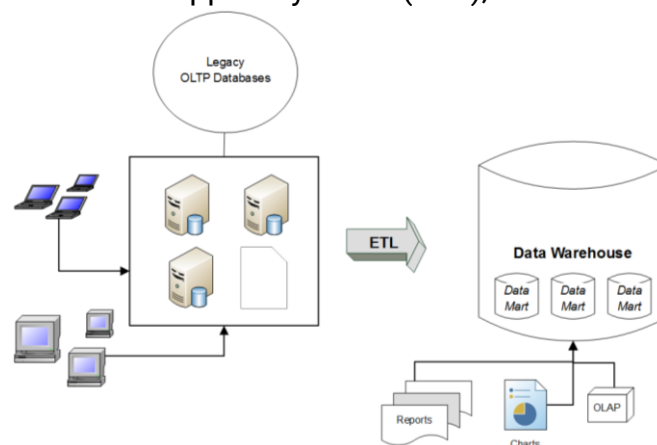 Legacy
OLTP Databases
ETL
Data Warehouse
Data
Mart
Data
Mart
Data
Mart
Reports
Charts
OLAP